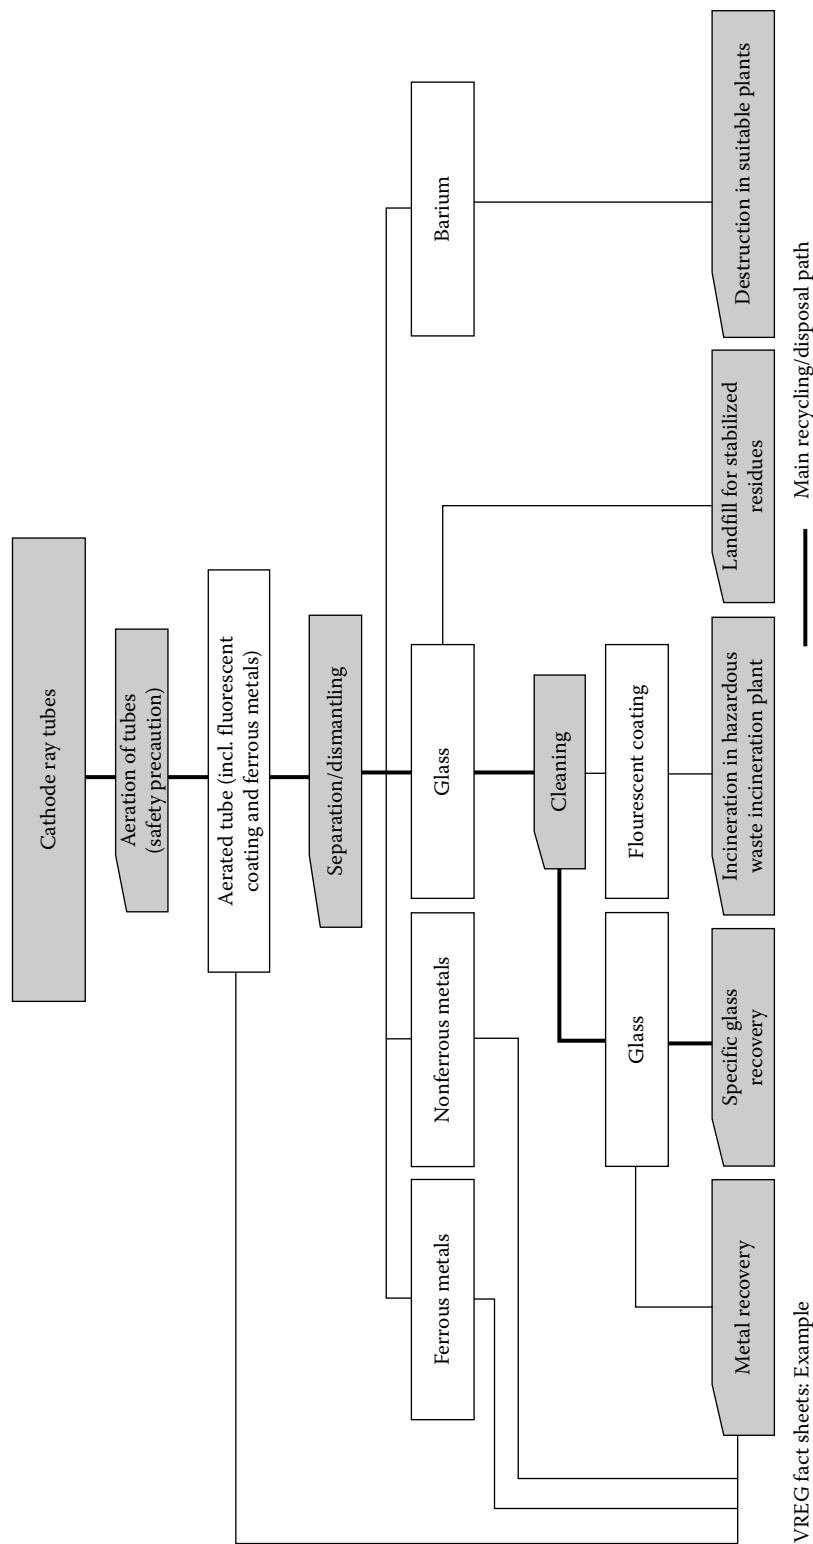 Cathode ray tubes
Aeration of tubes
(safety precaution)
Aerated tube (incl. fluorescent
coating and ferrous metals)
Separation/dismantling
Ferrous metals
Nonferrous metals
Glass
Barium
Cleaning
Glass
Flourescent coating
Metal recovery
Specific glass
recovery
Incineration in hazardous
waste incineration plant
Landfill for stabilized
residues
Destruction in suitable plants
VREG fact sheets: Example
Main recycling/disposal path